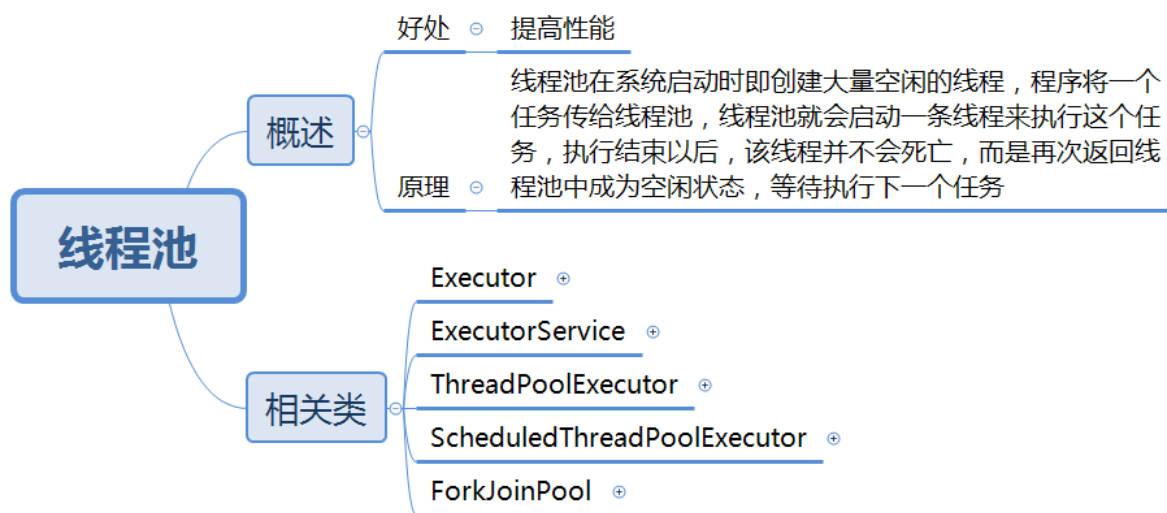 线程池
概述
好处
提高性能
原理
线程池在系统启动时即创建大量空闲的线程，程序将一个
任务传给线程池，线程池就会启动一条线程来执行这个任
务，执行结束以后，该线程并不会死亡，而是再次返回线
程池中成为空闲状态，等待执行下一个任务
相关类
Executor
ExecutorService
ThreadPoolExecutor
ScheduledThreadPoolExecutor
ForkJoinPool